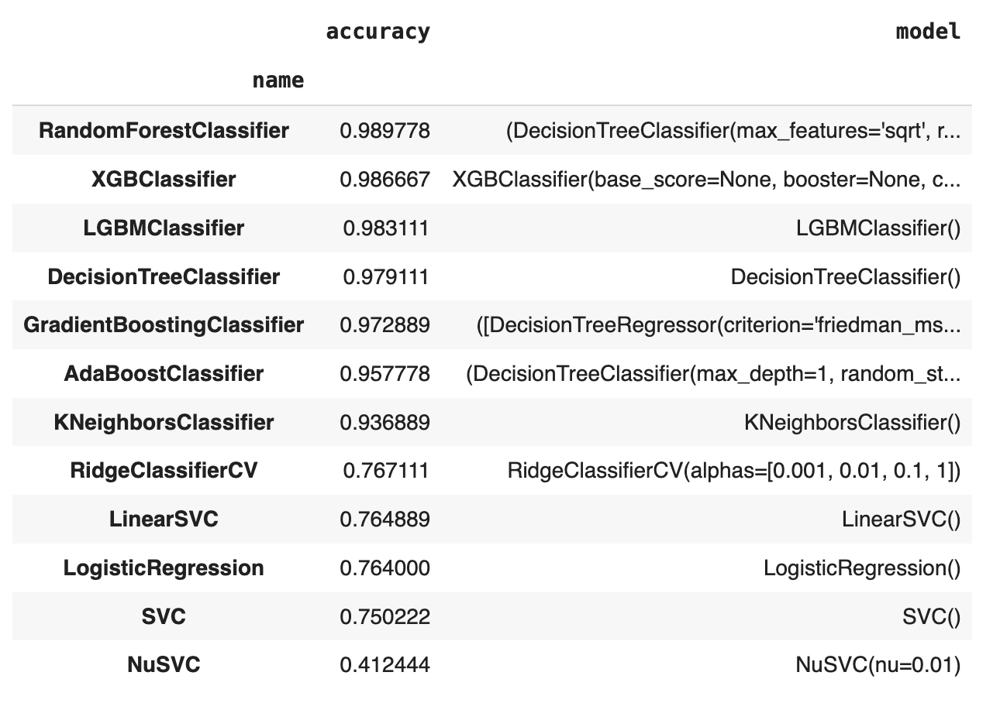 accuracy model
name
RandomForestClassifier 0.989778 (DecisionTreeClassifier(max_features='sqrt', r...
XGBClassifier 0.986667 XGBClassifier(base_score=None, booster=None, c...
LGBMClassifier 0.983111 LGBMClassifier()
DecisionTreeClassifier 0.979111 DecisionTreeClassifier()
GradientBoostingClassifier 0.972889 ([DecisionTreeRegressor(criterion='friedman_ms...
AdaBoostClassifier 0.957778 (DecisionTreeClassifier(max_depth=1, random_st...
KNeighborsClassifier 0.936889 KNeighborsClassifier()
RidgeClassifierCV 0.767111 RidgeClassifierCV(alphas=[0.001, 0.01, 0.1, 1])
LinearSVC 0.764889 LinearSVC()
LogisticRegression 0.764000 LogisticRegression()
SVC 0.750222 SVC()
NuSVC 0.412444 NuSVC(nu=0.01)